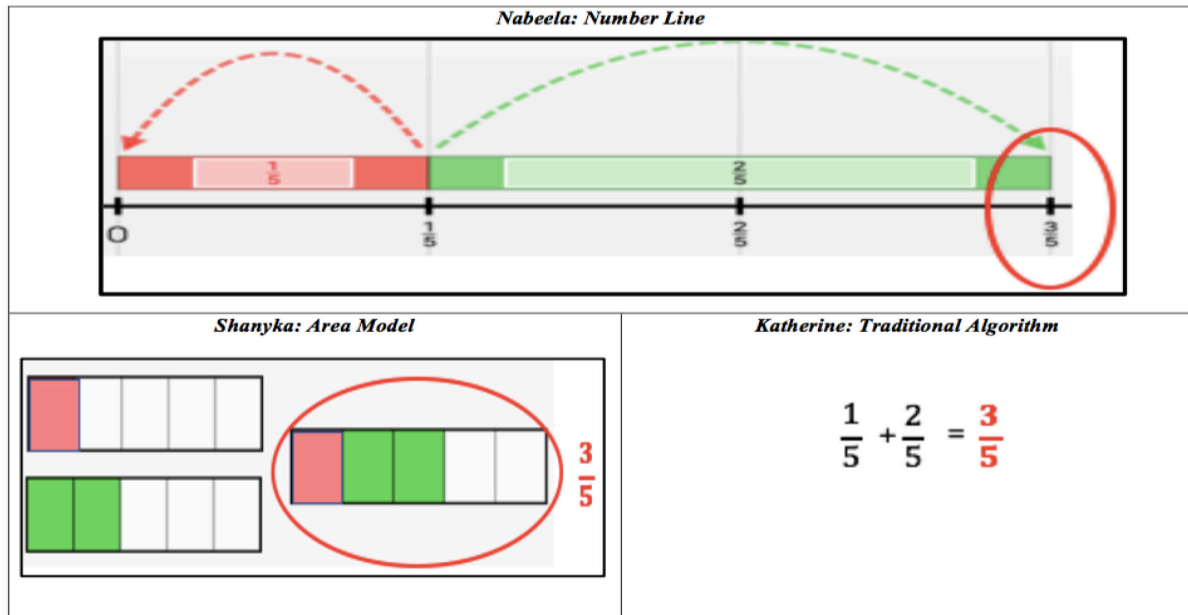 Nabeela: Number Line
1/5
2/5
0
1/5
2/5
3/5
Shanyka: Area Model
3/5
Katherine: Traditional Algorithm
1/5 + 2/5 = 3/5